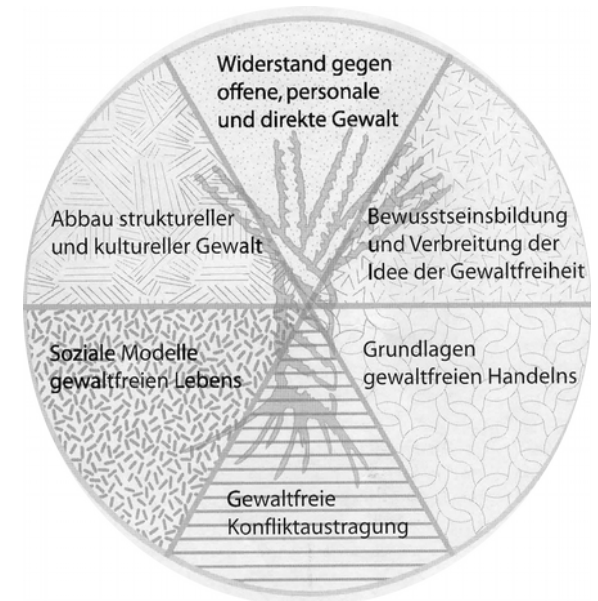 Widerstand gegen
offene, personale
und direkte Gewalt
Abbau struktureller
und kultureller Gewalt
Bewusstseinsbildung
und Verbreitung der
Idee der Gewaltfreiheit
Soziale Modelle
gewaltfreien Lebens
Grundlagen
gewaltfreien Handelns
Gewaltfreie
Konfliktaustragung